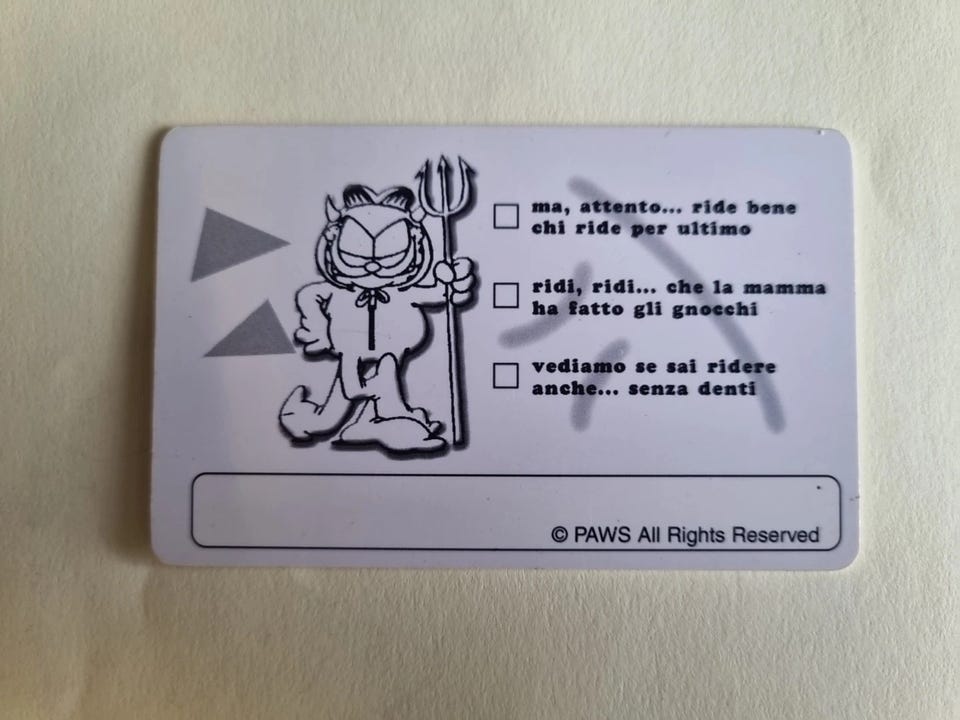 ma, attento... ride bene
chi ride per ultimo
ridi, ridi... che la mamma
ha fatto gli gnocchi
vediamo se sai ridere
anche... senza denti
© PAWS All Rights Reserved